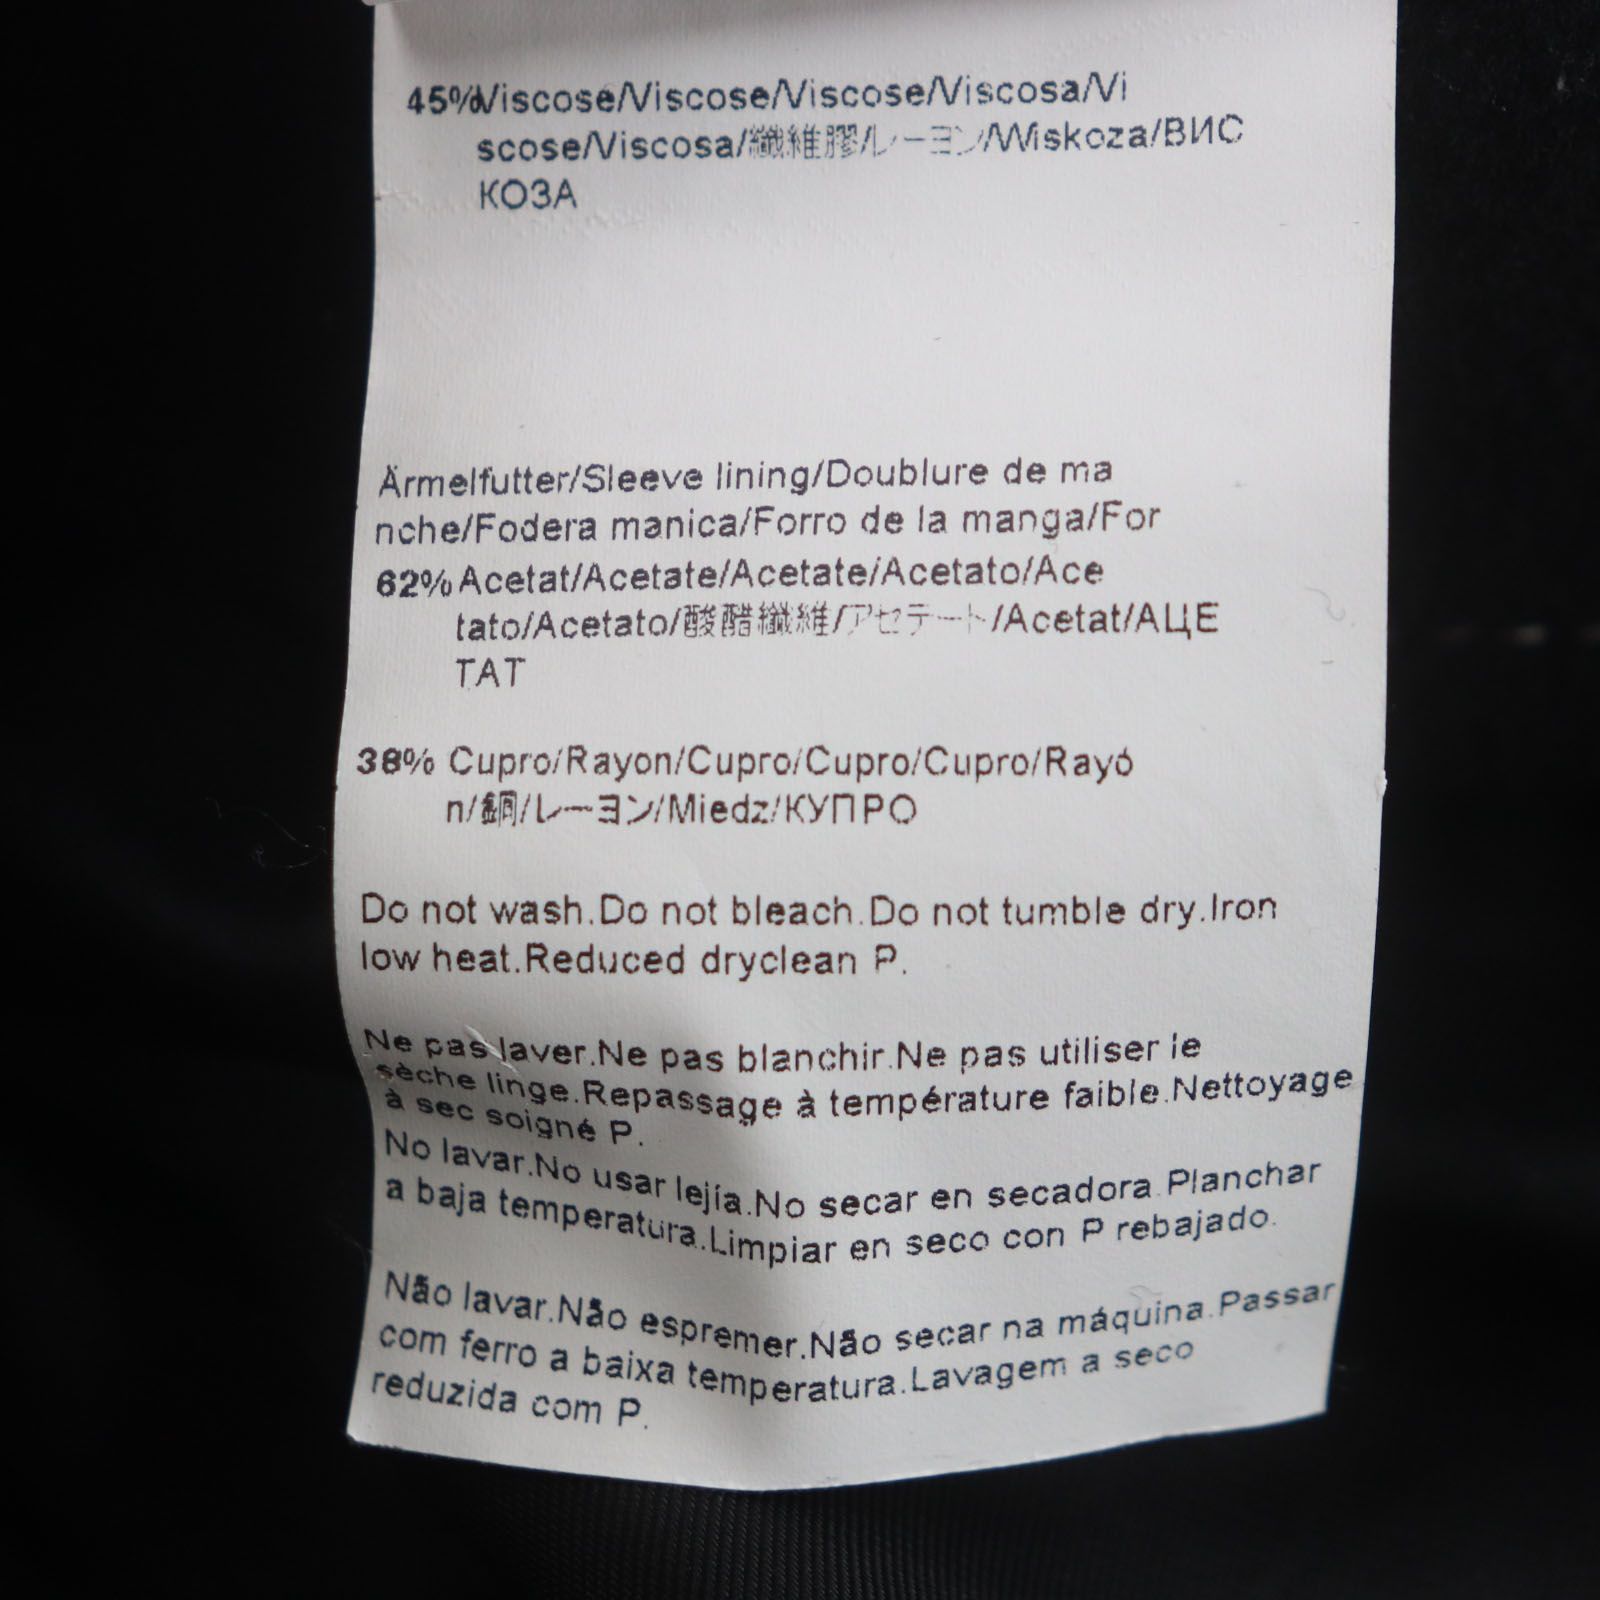 45%Viscose/Viscose/Viscose/Viscosa/Vi
scose/Viscosa/纖維膠/レーヨン/Wiskoza/ВИС
КОЗА
Ärmelfutter/Sleeve lining/Doublure de ma
nche/Fodera manica/Forro de la manga/For
62% Acetat/Acetate/Acetate/Acetato/Ace
tato/Acetato/酸醋纖維/アセテート/Acetat/АЦЕ
ТАТ
38% Cupro/Rayon/Cupro/Cupro/Cupro/Rayó
n/銅/レーヨン/Miedz/КУПРО
Do not wash.Do not bleach.Do not tumble dry.Iron
low heat.Reduced dryclean P.
Ne pas laver.Ne pas blanchir.Ne pas utiliser le
sèche linge.Repassage à température faible.Nettoyage
à sec soigné P.
No lavar.No usar lejía.No secar en secadora.Planchar
a baja temperatura.Limpiar en seco con P rebajado.
Não lavar.Não espremer.Não secar na máquina.Passar
com ferro a baixa temperatura.Lavagem a seco
reduzida com P.